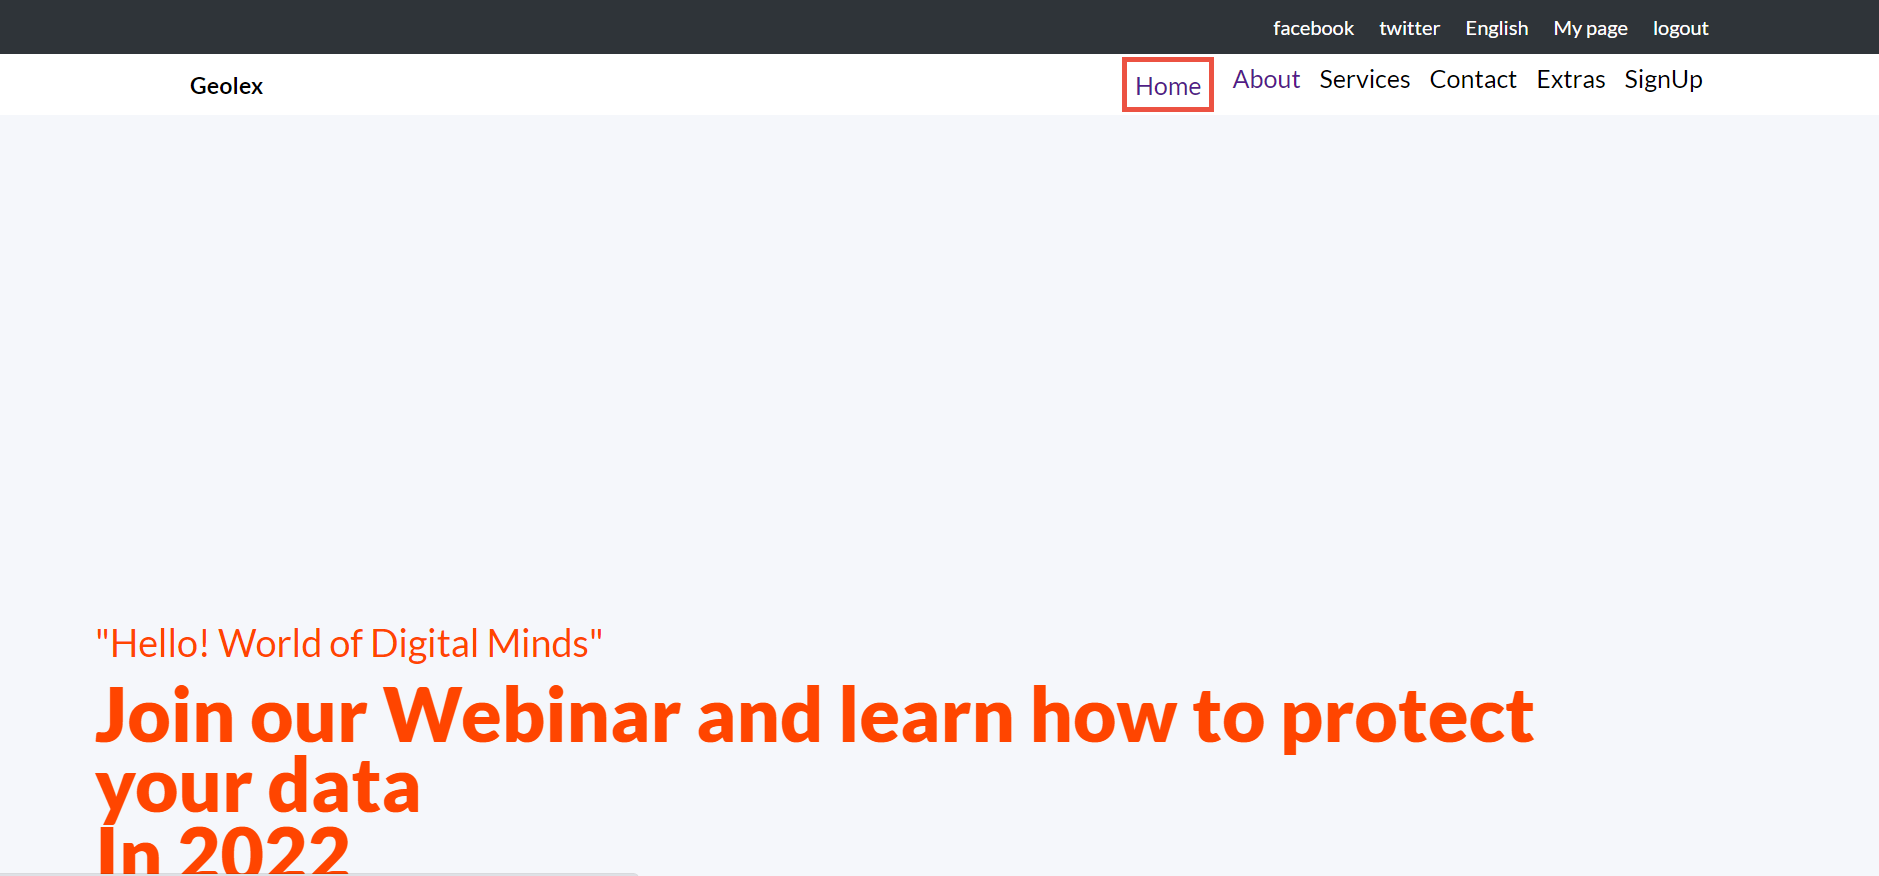 facebook twitter English My page logout
Geolex Home About Services Contact Extras SignUp
"Hello! World of Digital Minds"
Join our Webinar and learn how to protect
your data
In 2022